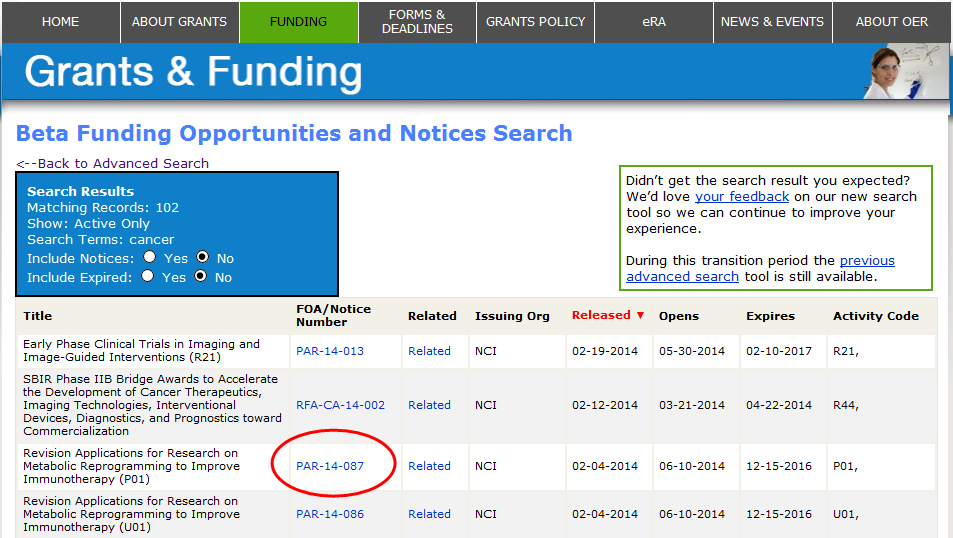 HOME
ABOUT GRANTS
FUNDING
FORMS &
DEADLINES
GRANTS POLICY
eRA
NEWS & EVENTS
ABOUT OER
Grants & Funding
Beta Funding Opportunities and Notices Search
<--Back to Advanced Search
Search Results
Matching Records: 102
Show: Active Only
Search Terms: cancer
Include Notices: Yes No
Include Expired: Yes No
Didn't get the search result you expected?
We'd love your feedback on our new search
tool so we can continue to improve your
experience.
During this transition period the previous
advanced search tool is still available.
Title
FOA/Notice
Number
Related
Issuing Org
Released ▼
Opens
Expires
Activity Code
Early Phase Clinical Trials in Imaging and
Image-Guided Interventions (R21)
PAR-14-013
Related
NCI
02-19-2014
05-30-2014
02-10-2017
R21,
SBIR Phase IIB Bridge Awards to Accelerate
the Development of Cancer Therapeutics,
Imaging Technologies, Interventional
Devices, Diagnostics, and Prognostics toward
Commercialization
RFA-CA-14-002
Related
NCI
02-12-2014
03-21-2014
04-22-2014
R44,
Revision Applications for Research on
Metabolic Reprogramming to Improve
Immunotherapy (P01)
PAR-14-087
Related
NCI
02-04-2014
06-10-2014
12-15-2016
P01,
Revision Applications for Research on
Metabolic Reprogramming to Improve
Immunotherapy (U01)
PAR-14-086
Related
NCI
02-04-2014
06-10-2014
12-15-2016
U01,